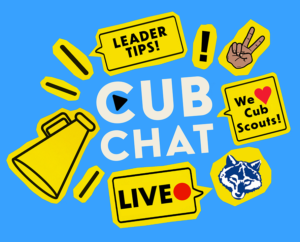 LEADER
TIPS!
!
CUB
CHAT
We ❤
Cub
Scouts!
LIVE